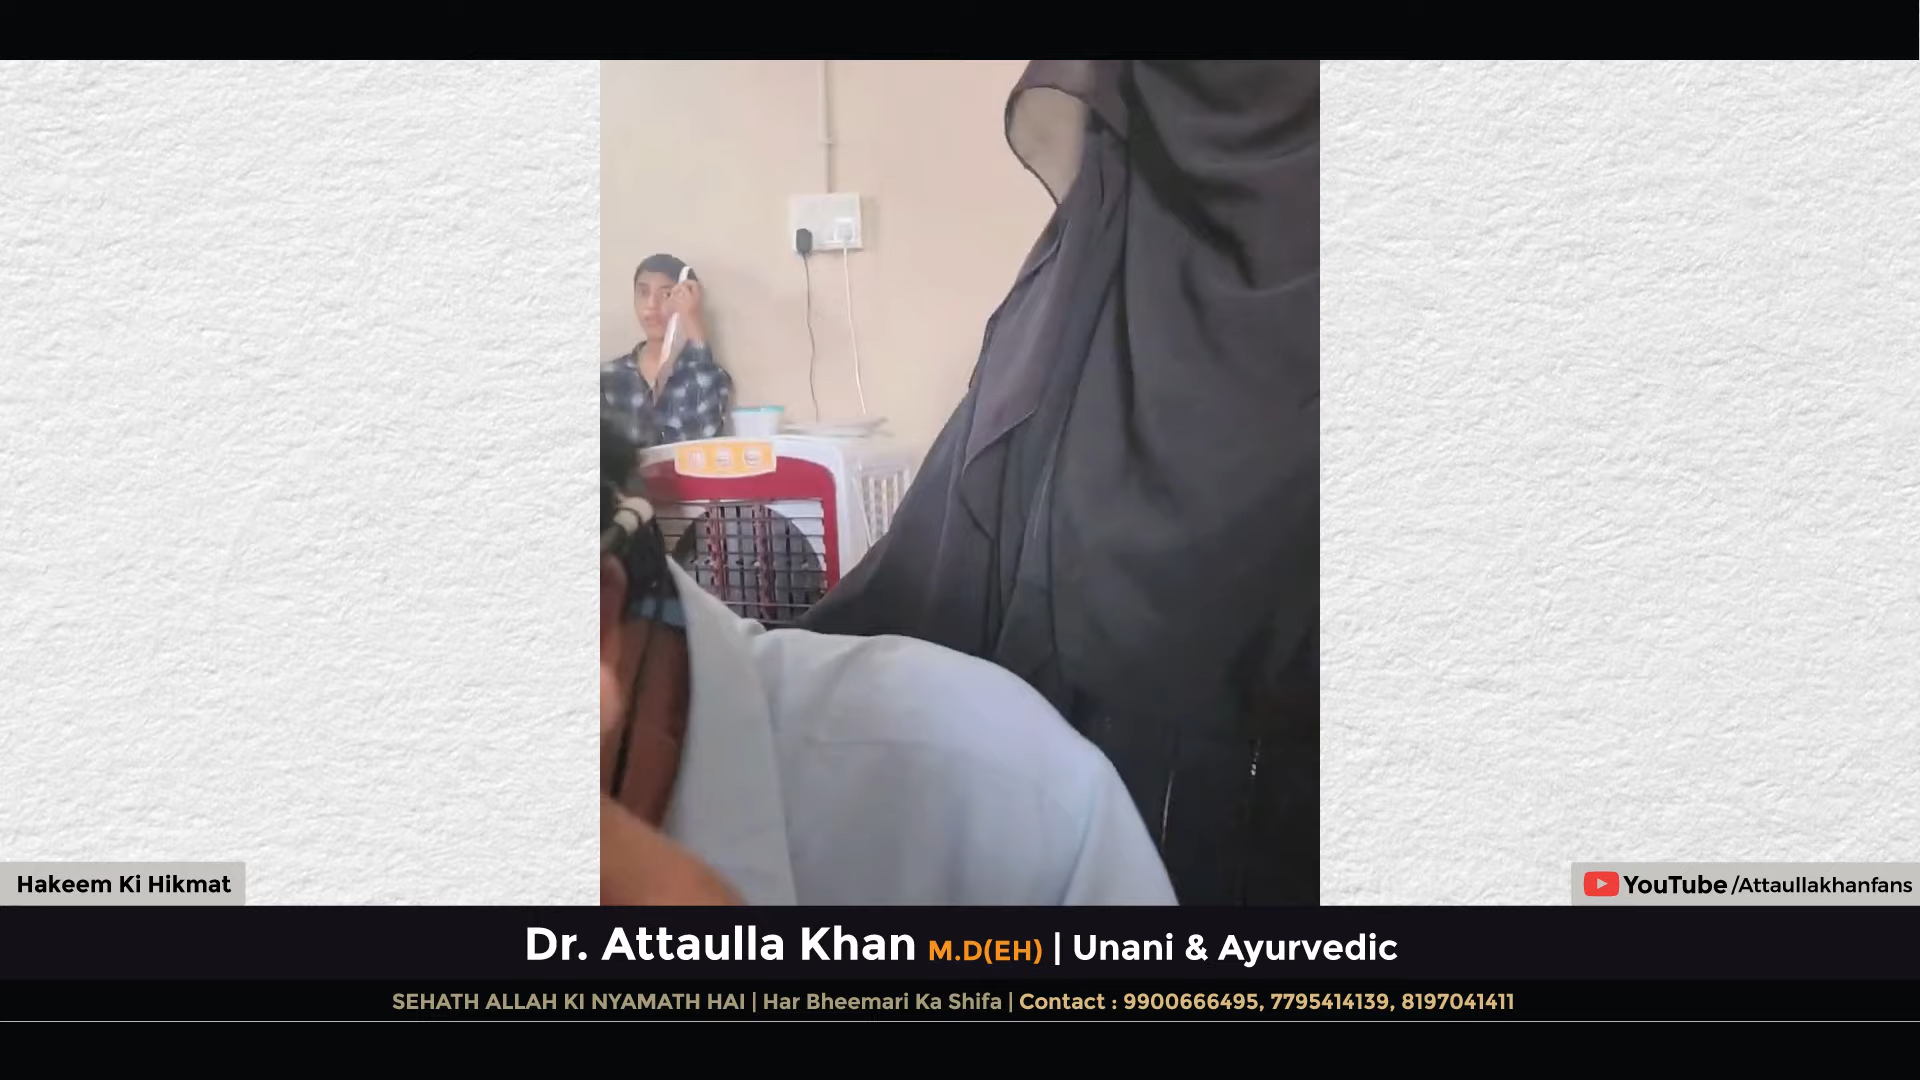 Hakeem Ki Hikmat
YouTube /Attaullakhanfans
Dr. Attaulla Khan M.D(EH) | Unani & Ayurvedic
SEHATH ALLAH KI NYAMATH HAI | Har Bheemari Ka Shifa | Contact : 9900666495, 7795414139, 8197041411